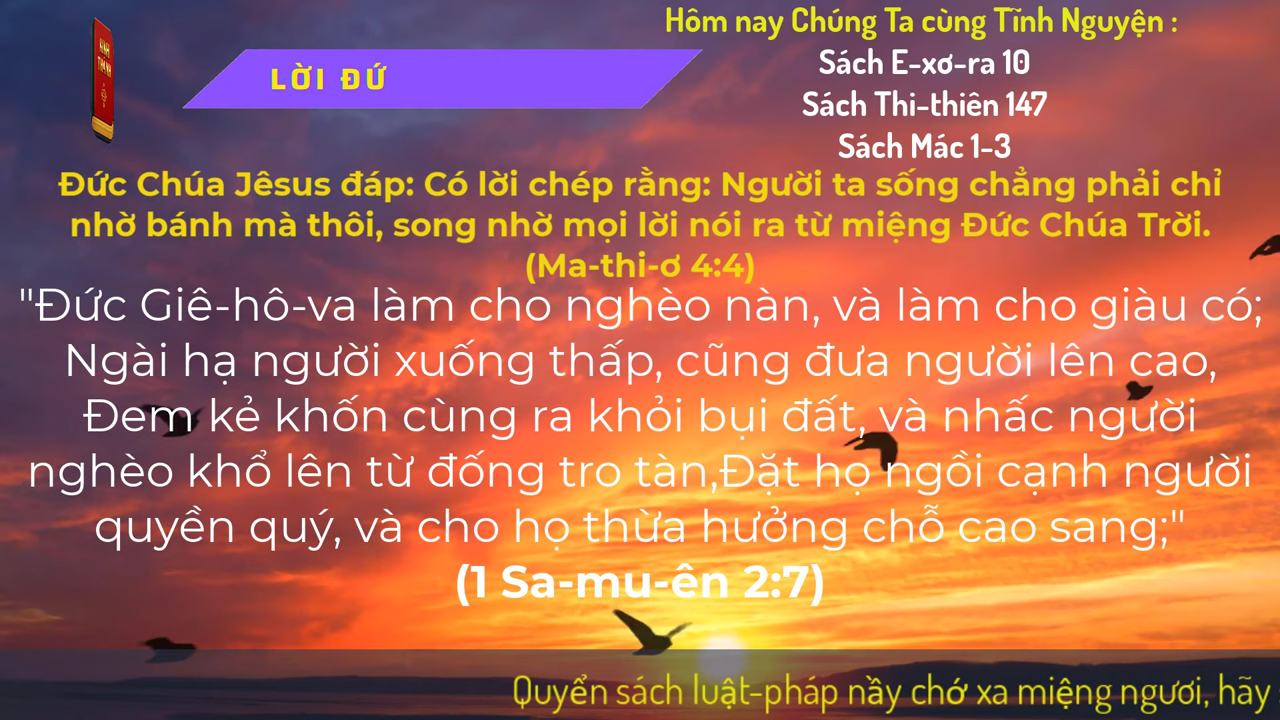 Hôm nay Chúng Ta cùng Tĩnh Nguyện :
KINH
THÁNH
LỜI ĐỨ
Sách E-xơ-ra 10
Sách Thi-thiên 147
Sách Mác 1-3
Đức Chúa Jêsus đáp: Có lời chép rằng: Người ta sống chẳng phải chỉ
nhờ bánh mà thôi, song nhờ mọi lời nói ra từ miệng Đức Chúa Trời.
(Ma-thi-ơ 4:4)
"Đức Giê-hô-va làm cho nghèo nàn, và làm cho giàu có;
Ngài hạ người xuống thấp, cũng đưa người lên cao,
Đem kẻ khốn cùng ra khỏi bụi đất, và nhấc người
nghèo khổ lên từ đống tro tàn,Đặt họ ngồi cạnh người
quyền quý, và cho họ thừa hưởng chỗ cao sang;"
(1 Sa-mu-ên 2:7)
Quyển sách luật-pháp nầy chớ xa miệng ngươi, hãy